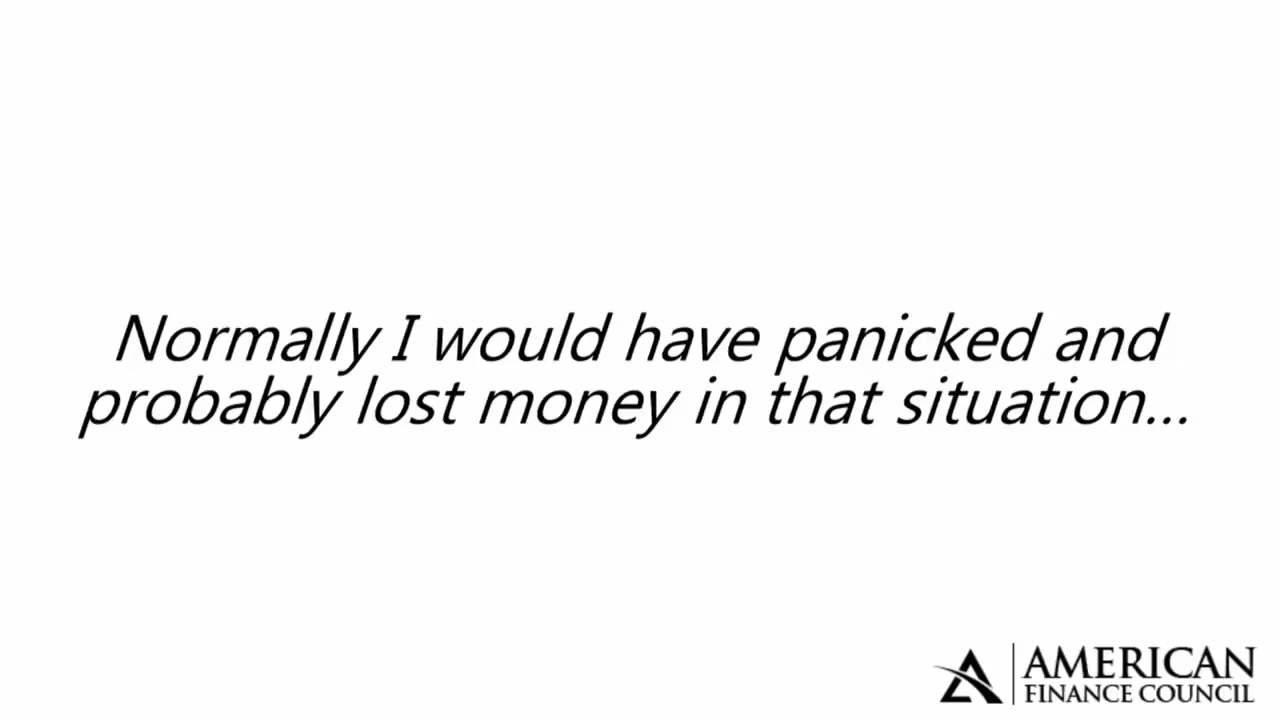 Normally I would have panicked and
probably lost money in that situation...
AMERICAN
FINANCE COUNCIL